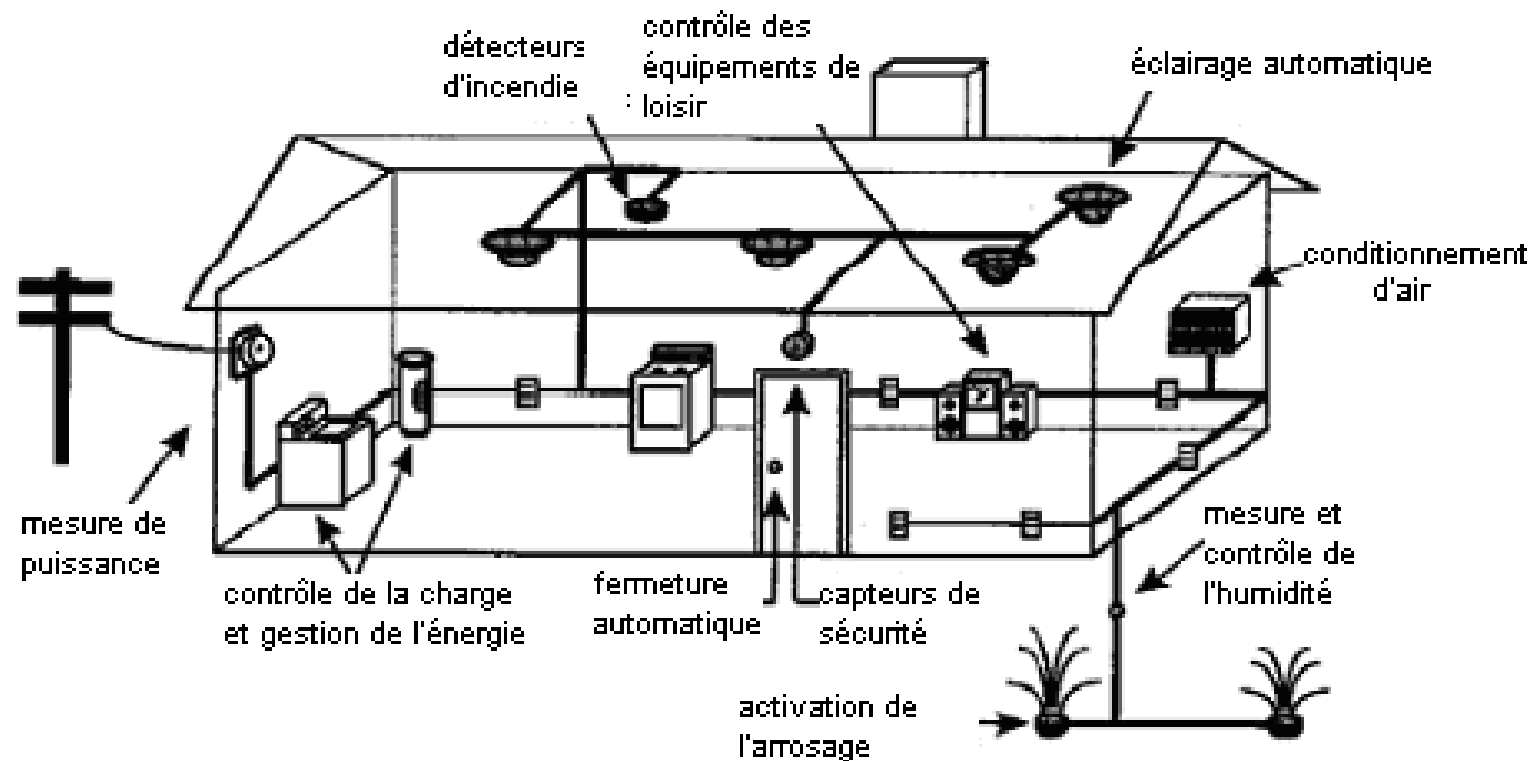 détecteurs
d'incendie
contrôle des
équipements de
: loisir
éclairage automatique
conditionnement
d'air
mesure de
puissance
contrôle de la charge
et gestion de l'énergie
fermeture
automatique
capteurs de
sécurité
mesure et
contrôle de
l'humidité
activation de
l'arrosage